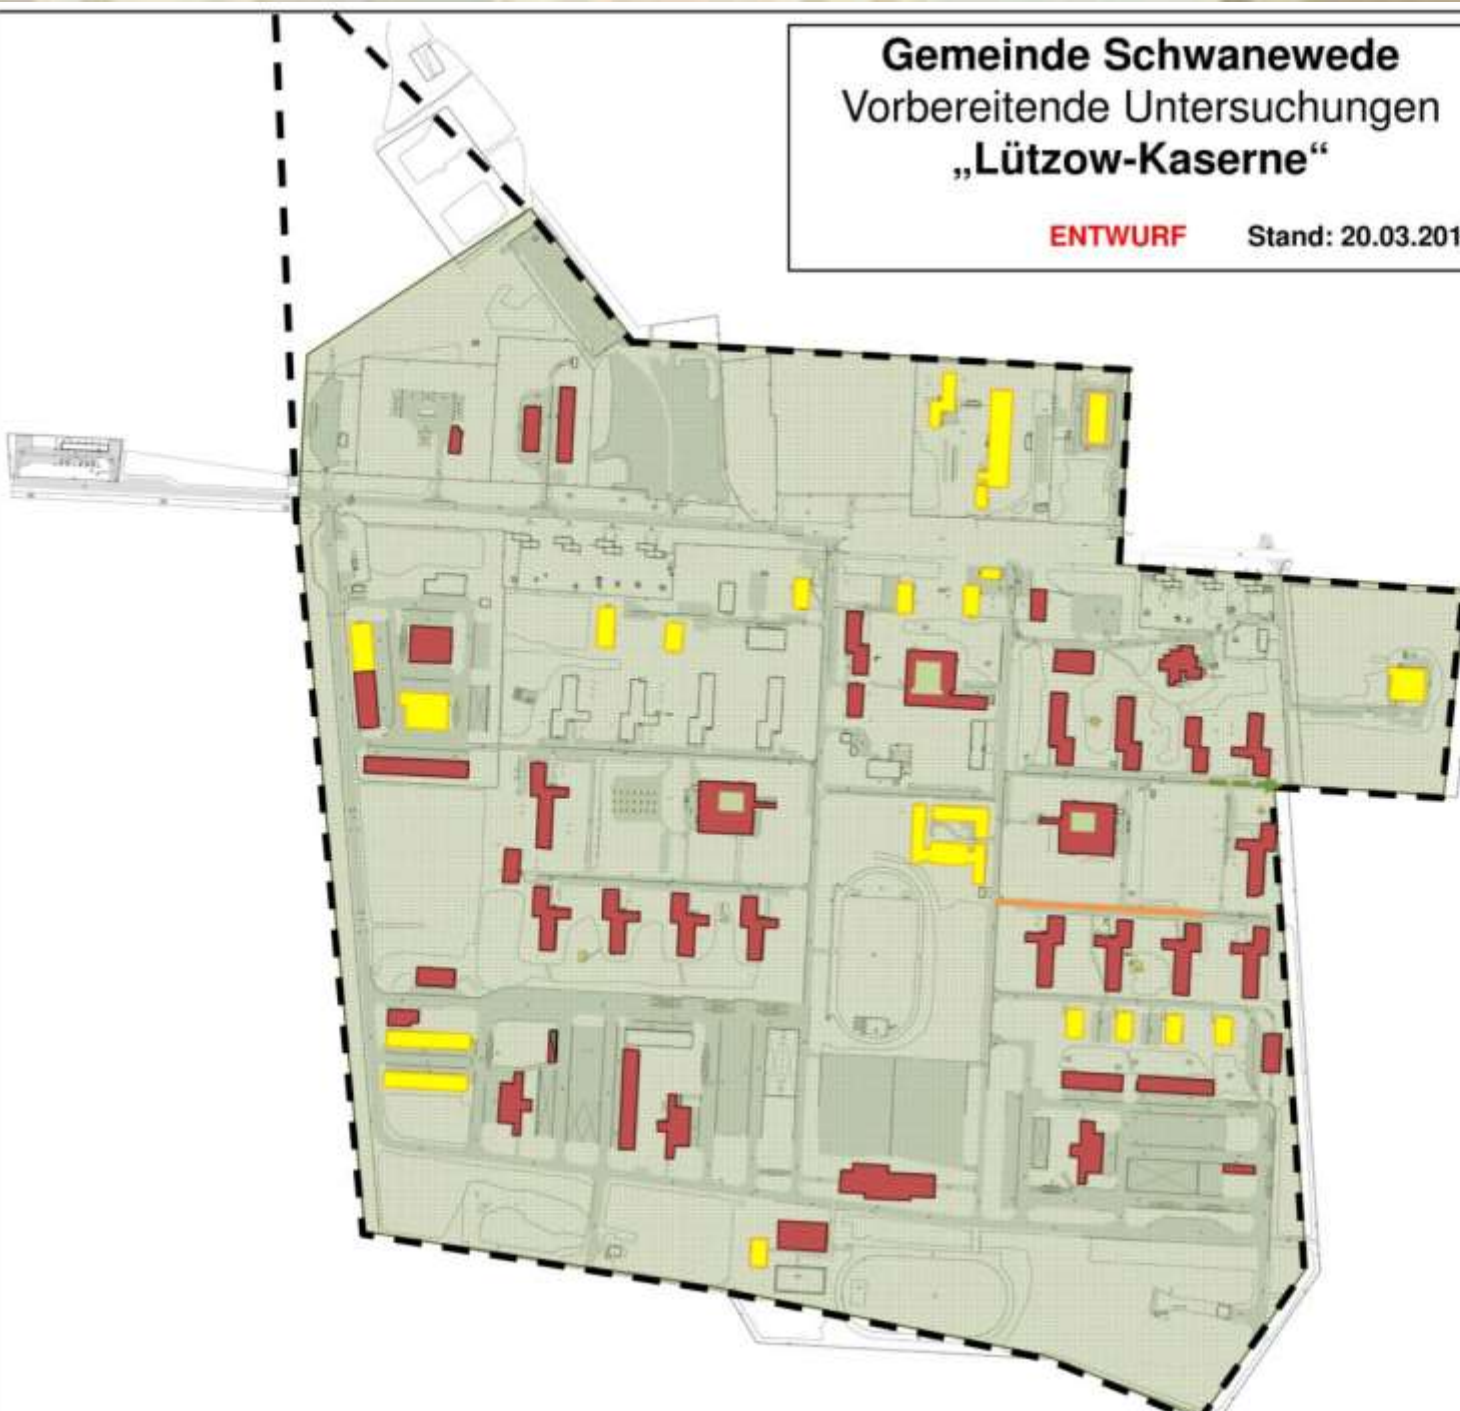 Gemeinde Schwanewede
Vorbereitende Untersuchungen
„Lützow-Kaserne“
ENTWURF Stand: 20.03.201